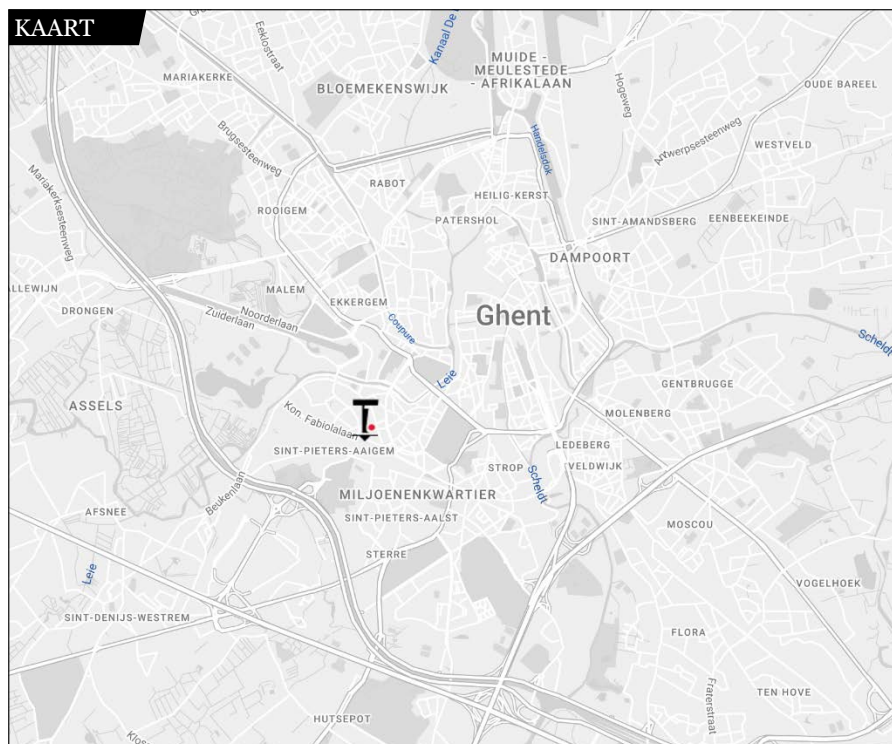 KAART
Eeklostraat
Kanaal De
MUIDE -
MEULESTEDE
- AFRIKALAAN
Hogeweg
MARIAKERKE
BLOEMEKENSWIJK
OUDE BAREEL
Brugsesteenweg
Handelsdok
Antwerpsesteenweg
WESTVELD
Mariakerksesteenweg
RABOT
HEILIG-KERST
ROOIGEM
PATERSHOL
SINT-AMANDSBERG
EENBEEKEINDE
DAMPOORT
ALLEWIJN
MALEM
EKKERGEM
DRONGEN
Noorderlaan
Zuiderlaan
Coupure
Ghent
Scheldt
Leie
GENTBRUGGE
ASSELS
MOLENBERG
Kon. Fabiolalaan
SINT-PIETERS-AAIGEM
LEDEBERG
STROP
VELDWIJK
Scheldt
Beukenlaan
MILJOENENKWARTIER
AFSNEE
SINT-PIETERS-AALST
MOSCOU
STERRE
Leie
VOGELHOEK
SINT-DENIJS-WESTREM
FLORA
Fraterstraat
TEN HOVE
HUTSEPOT